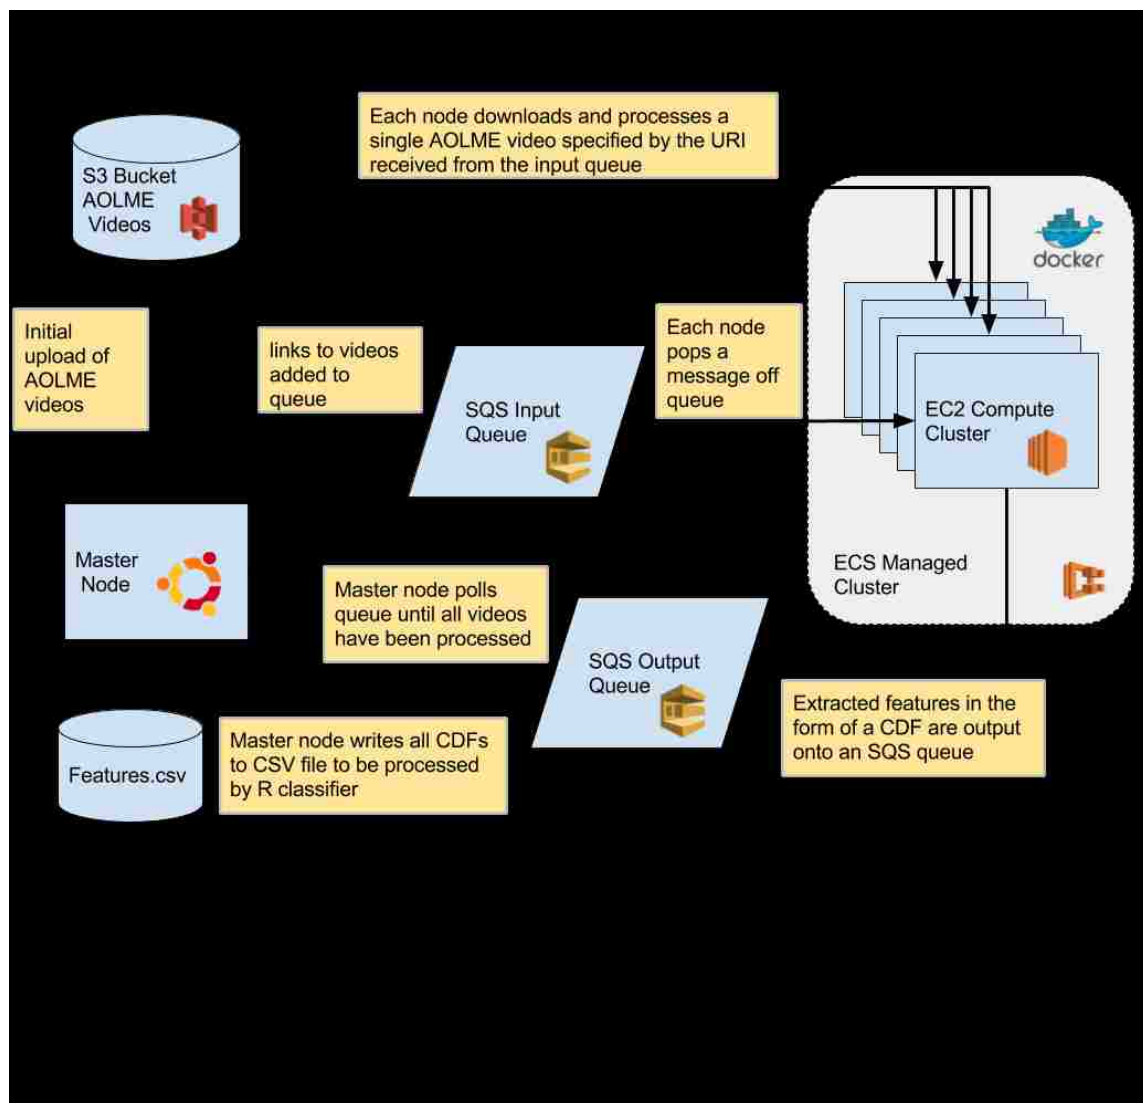 Each node downloads and processes a
single AOLME video specified by the URI
received from the input queue
S3 Bucket
AOLME
Videos
docker
Initial
upload of
AOLME
videos
links to videos
added to
queue
SQS Input
Queue
Each node
pops a
message off
queue
EC2 Compute
Cluster
Master
Node
Master node polls
queue until all videos
have been processed
ECS Managed
Cluster
SQS Output
Queue
Extracted features in the
form of a CDF are output
onto an SQS queue
Features.csv
Master node writes all CDFs
to CSV file to be processed
by R classifier